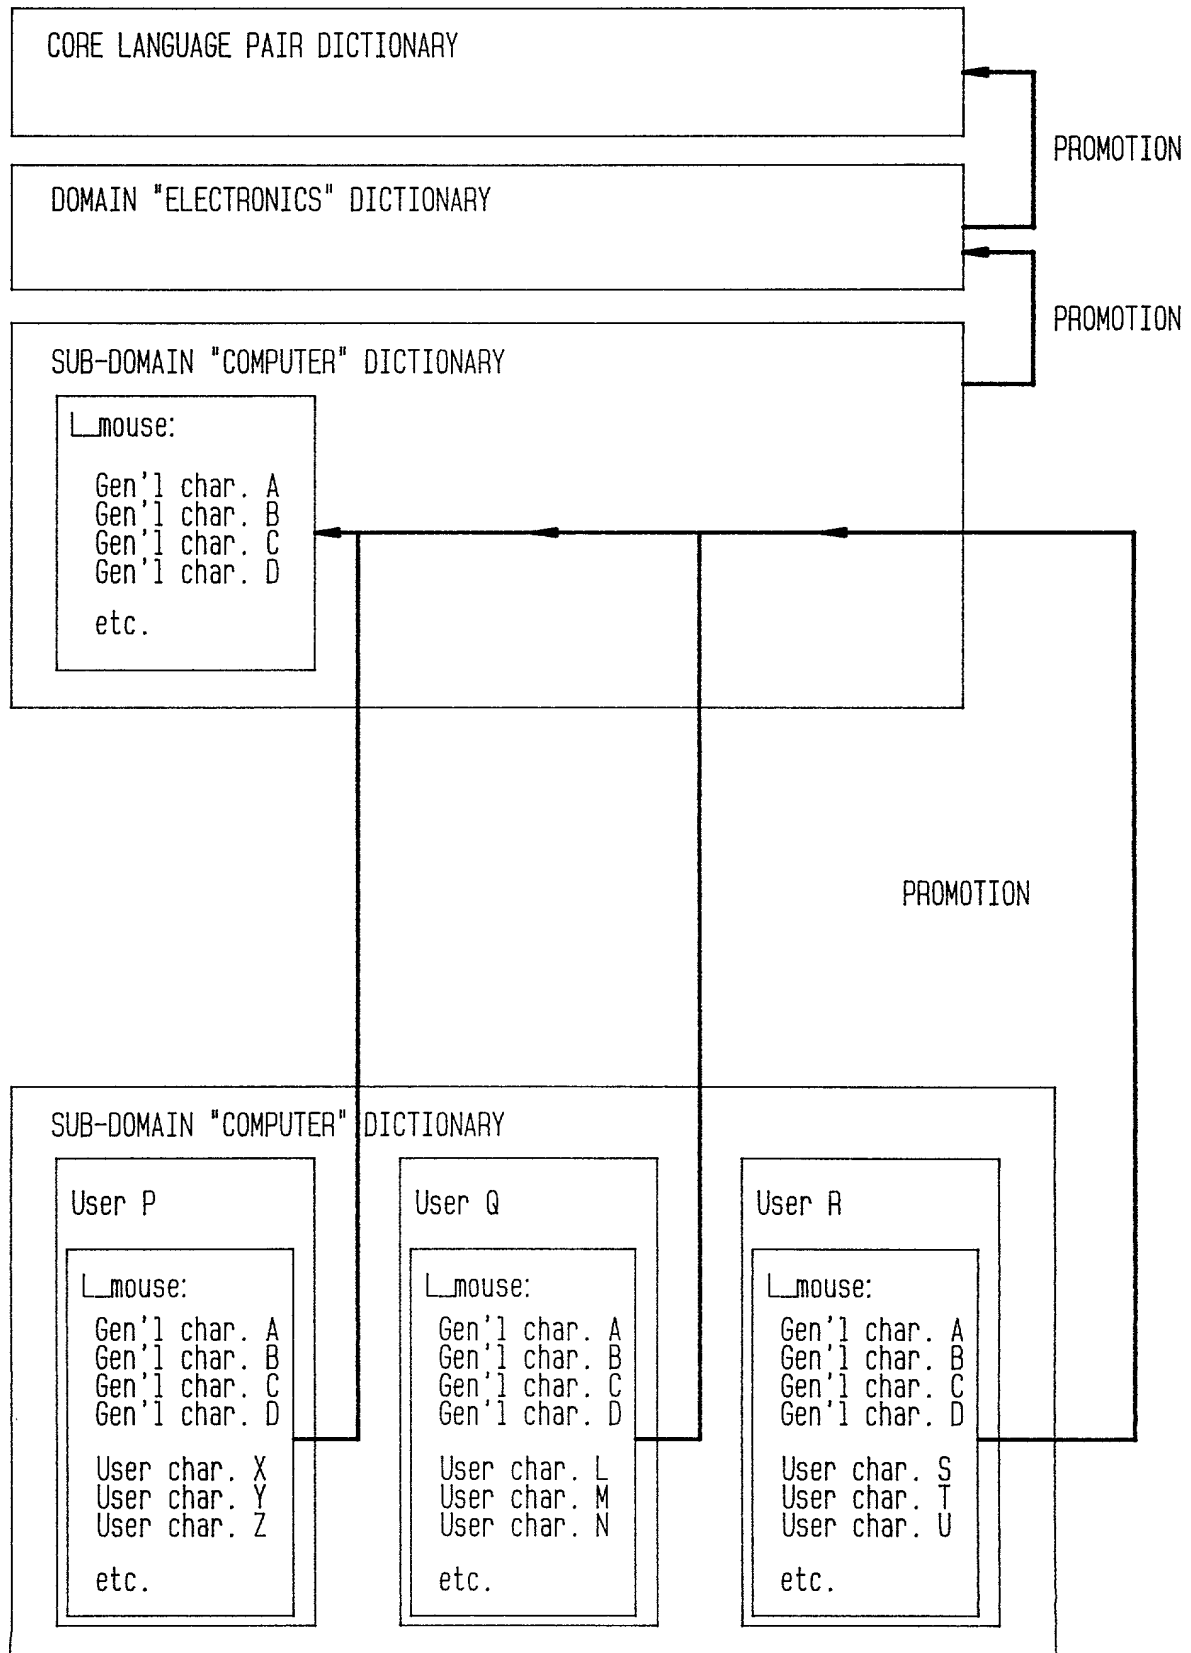 CORE LANGUAGE PAIR DICTIONARY
PROMOTION
DOMAIN "ELECTRONICS" DICTIONARY
PROMOTION
SUB-DOMAIN "COMPUTER" DICTIONARY
L_mouse:
Gen'l char. A
Gen'l char. B
Gen'l char. C
Gen'l char. D
etc.
PROMOTION
SUB-DOMAIN "COMPUTER" DICTIONARY
User P
L_mouse:
Gen'l char. A
Gen'l char. B
Gen'l char. C
Gen'l char. D
User char. X
User char. Y
User char. Z
etc.
User Q
L_mouse:
Gen'l char. A
Gen'l char. B
Gen'l char. C
Gen'l char. D
User char. L
User char. M
User char. N
etc.
User R
L_mouse:
Gen'l char. A
Gen'l char. B
Gen'l char. C
Gen'l char. D
User char. S
User char. T
User char. U
etc.